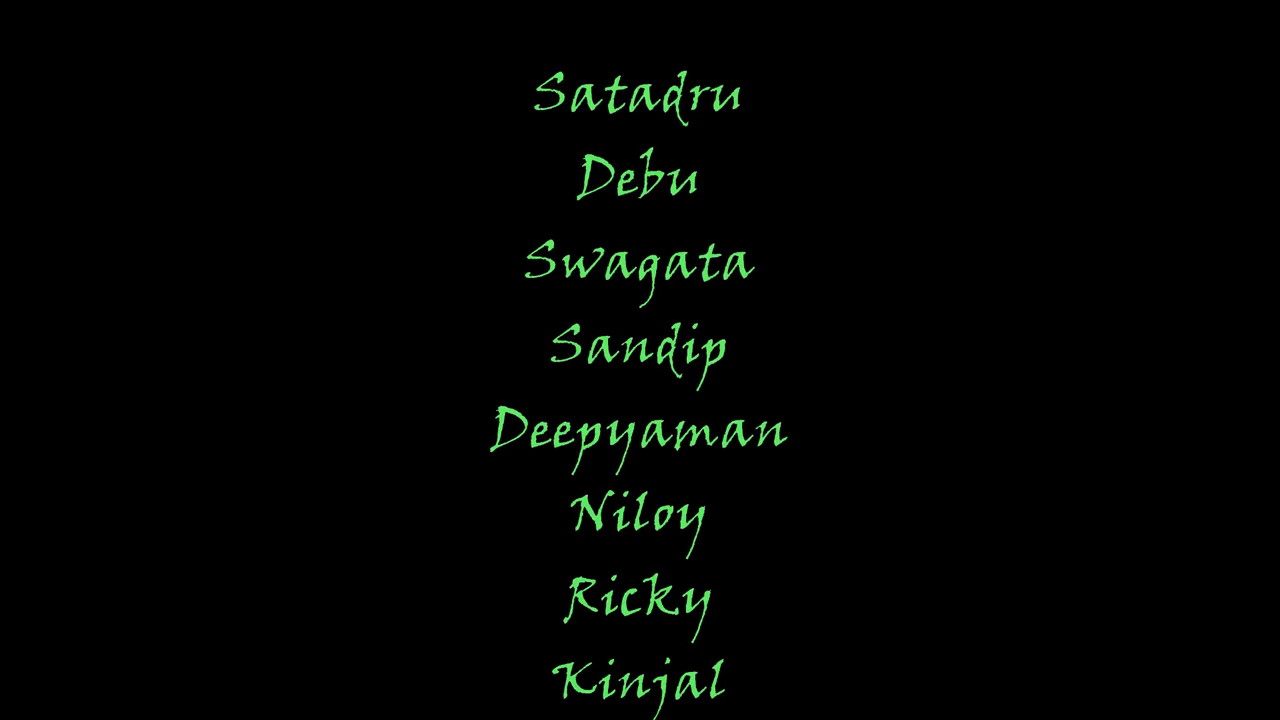 Satadru
Debu
Swagata
Sandip
Deepyaman
Niloy
Ricky
Kinjal